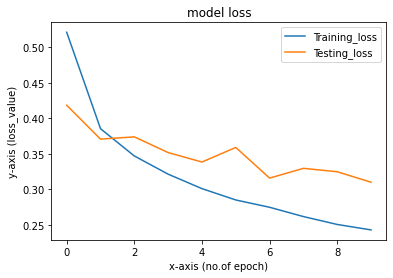 model loss
Training_loss
Testing_loss
y-axis (loss_value)
0.50
0.45
0.40
0.35
0.30
0.25
0 2 4 6 8
x-axis (no.of epoch)